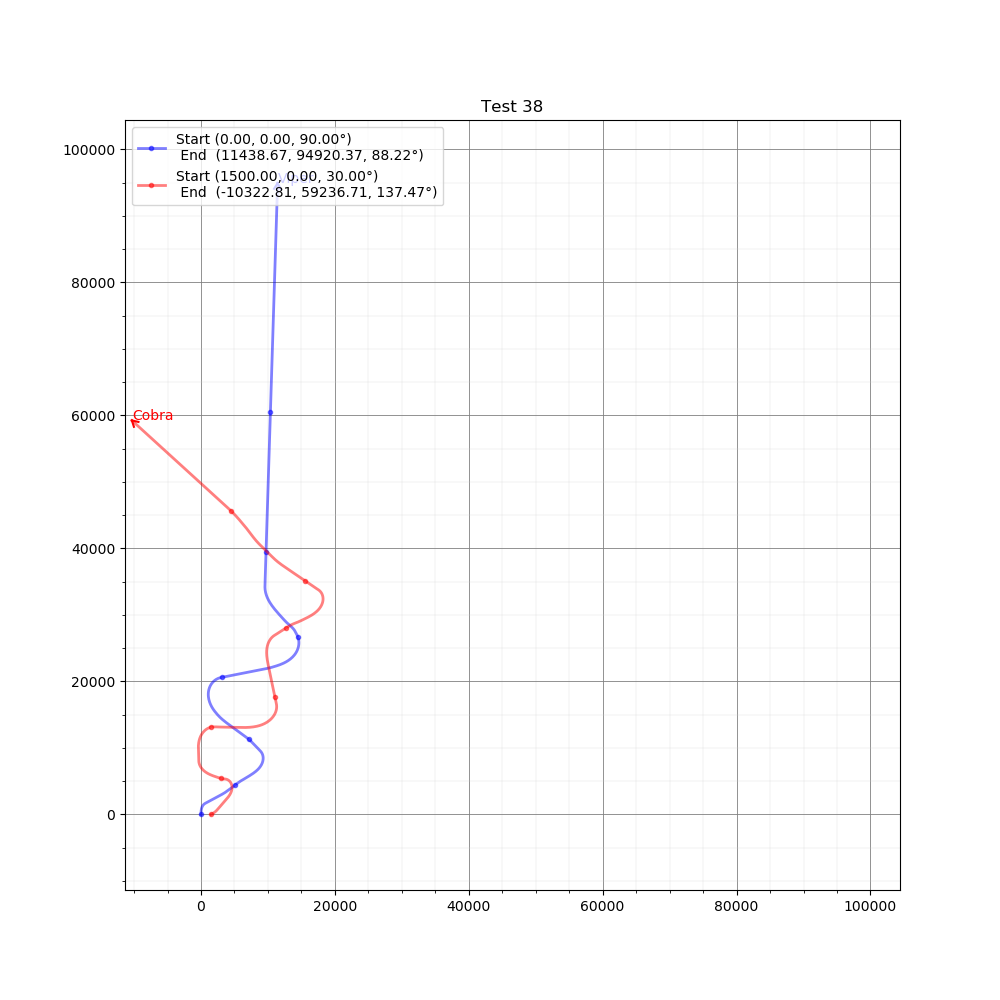 Test 38
Start (0.00, 0.00, 90.00°)
End (11438.67, 94920.37, 88.22°)
Start (1500.00, 0.00, 30.00°)
End (-10322.81, 59236.71, 137.47°)
100000
80000
60000
40000
20000
0
Cobra
0
20000
40000
60000
80000
100000